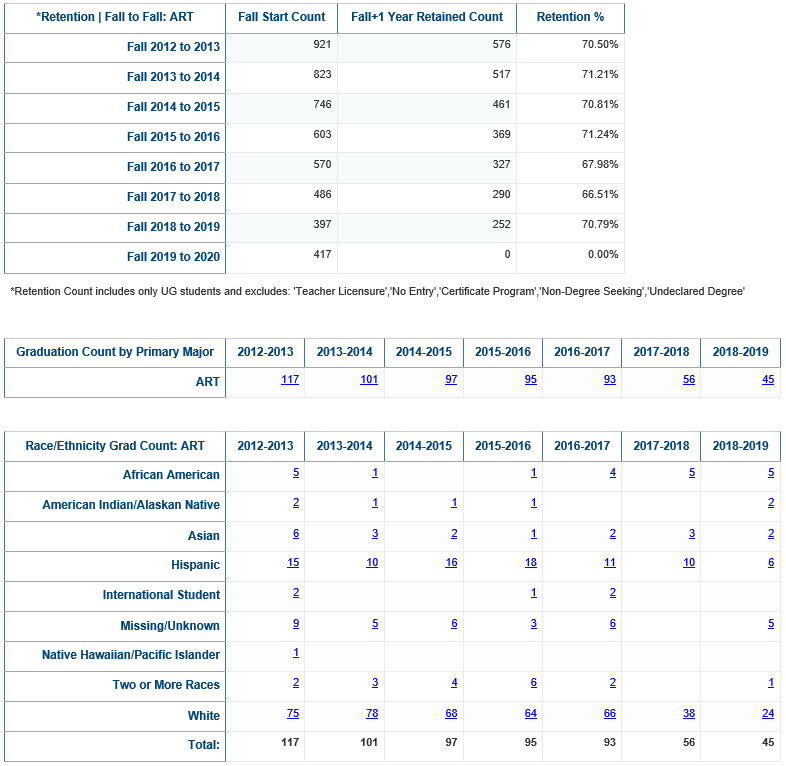 *Retention | Fall to Fall: ART Fall Start Count Fall+1 Year Retained Count Retention %
Fall 2012 to 2013 921 576 70.50%
Fall 2013 to 2014 823 517 71.21%
Fall 2014 to 2015 746 461 70.81%
Fall 2015 to 2016 603 369 71.24%
Fall 2016 to 2017 570 327 67.98%
Fall 2017 to 2018 486 290 66.51%
Fall 2018 to 2019 397 252 70.79%
Fall 2019 to 2020 417 0 0.00%
*Retention Count includes only UG students and excludes: 'Teacher Licensure','No Entry','Certificate Program','Non-Degree Seeking','Undeclared Degree'
Graduation Count by Primary Major 2012-2013 2013-2014 2014-2015 2015-2016 2016-2017 2017-2018 2018-2019
ART 117 101 97 95 93 56 45
Race/Ethnicity Grad Count: ART 2012-2013 2013-2014 2014-2015 2015-2016 2016-2017 2017-2018 2018-2019
African American 5 1 1 4 5 5
American Indian/Alaskan Native 2 1 1 1 2
Asian 6 3 2 1 2 3 2
Hispanic 15 10 16 18 11 10 6
International Student 2 1 2
Missing/Unknown 9 5 6 3 6 5
Native Hawaiian/Pacific Islander 1
Two or More Races 2 3 4 6 2 1
White 75 78 68 64 66 38 24
Total: 117 101 97 95 93 56 45